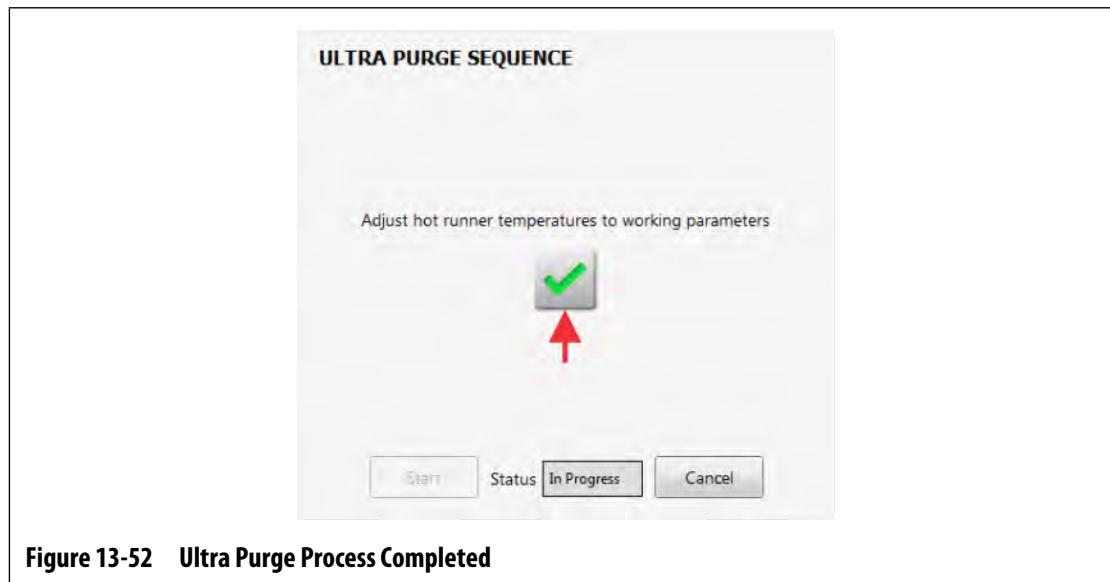 ULTRA PURGE SEQUENCE
Adjust hot runner temperatures to working parameters
Start Status In Progress Cancel
Figure 13-52 Ultra Purge Process Completed